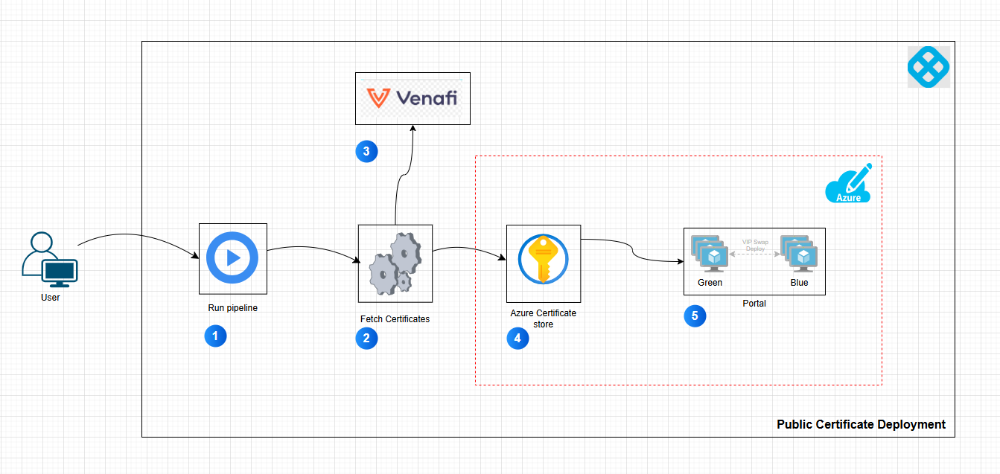 Venafi
3
Azure
VIP Swap
Deploy
Green
Blue
User
Run pipeline
Fetch Certificates
Azure Certificate
store
Portal
1
2
4
5
Public Certificate Deployment